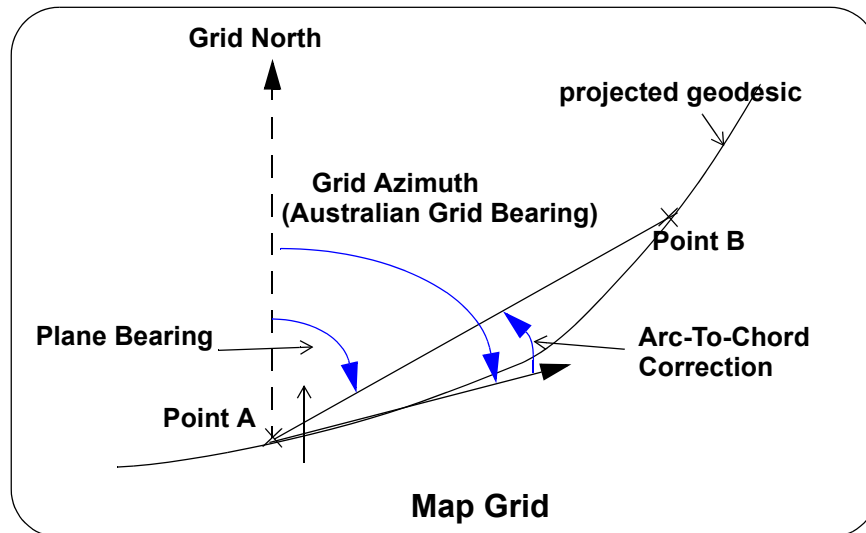 Grid North
projected geodesic
Grid Azimuth
(Australian Grid Bearing)
Point B
Plane Bearing
Arc-To-Chord
Correction
Point A
Map Grid